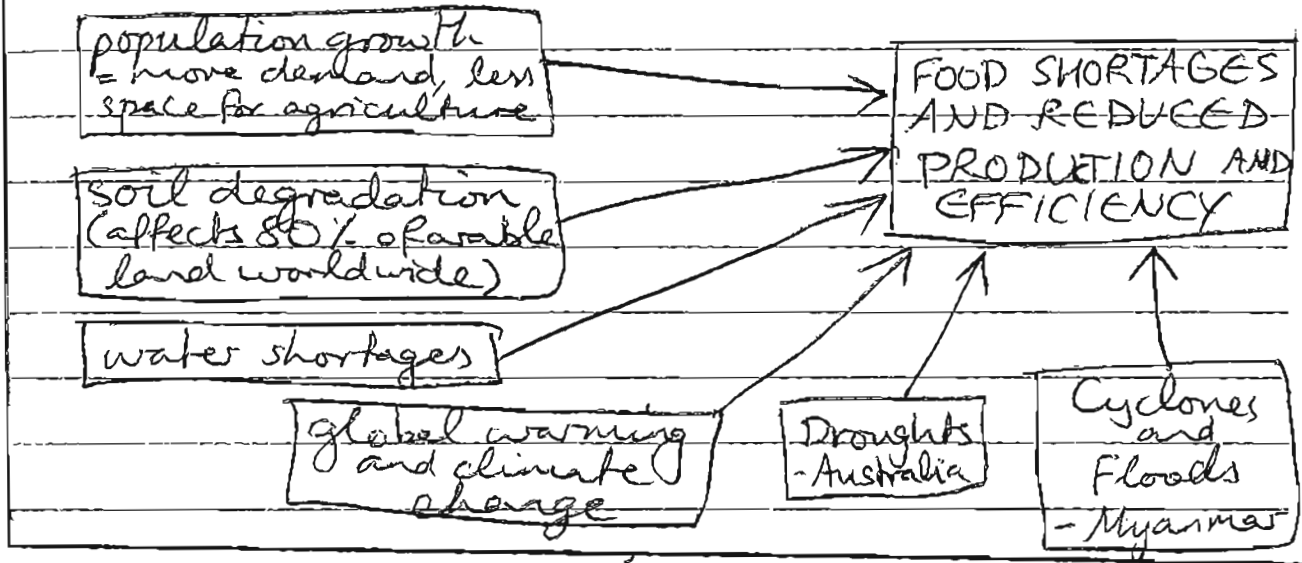 population growth
= more demand, less
space for agriculture
FOOD SHORTAGES
AND REDUCED
PRODUCTION AND
EFFICIENCY
soil degradation
(affects 80% of arable
land worldwide)
water shortages
global warming
and climate
change
Droughts
- Australia
Cyclones
and
Floods
- Myanmar